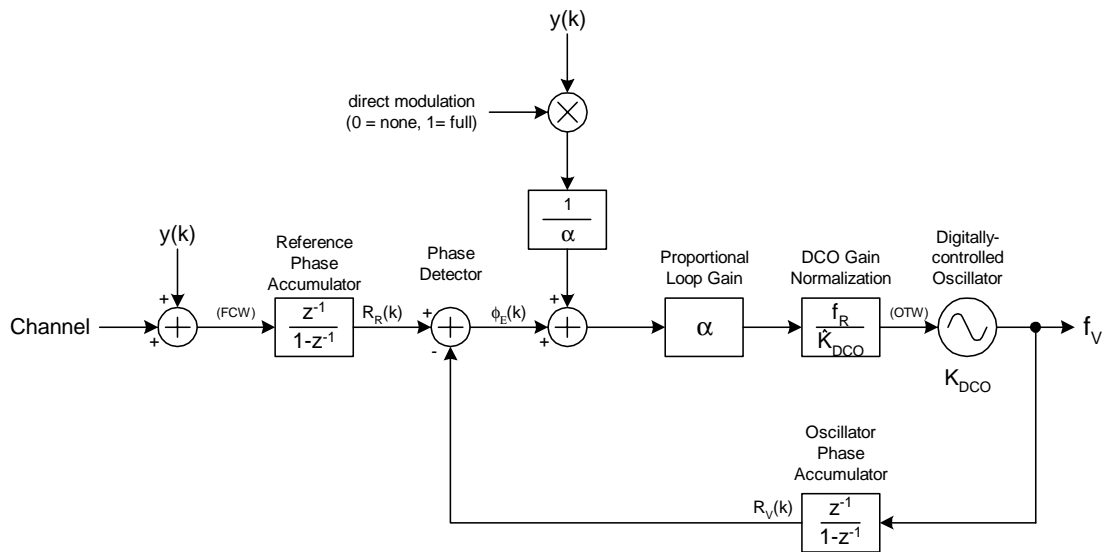 y(k)
direct modulation
(0 = none, 1= full)
1
α
y(k)
Reference
Phase
Accumulator
Phase
Detector
Proportional
Loop Gain
DCO Gain
Normalization
Digitally-
controlled
Oscillator
Channel
+
+
(FCW)
z⁻¹
1-z⁻¹
R_R(k)
+
-
ϕ_E(k)
+
+
α
f_R
K̂_DCO
(OTW)
f_V
K_DCO
Oscillator
Phase
Accumulator
R_V(k)
z⁻¹
1-z⁻¹